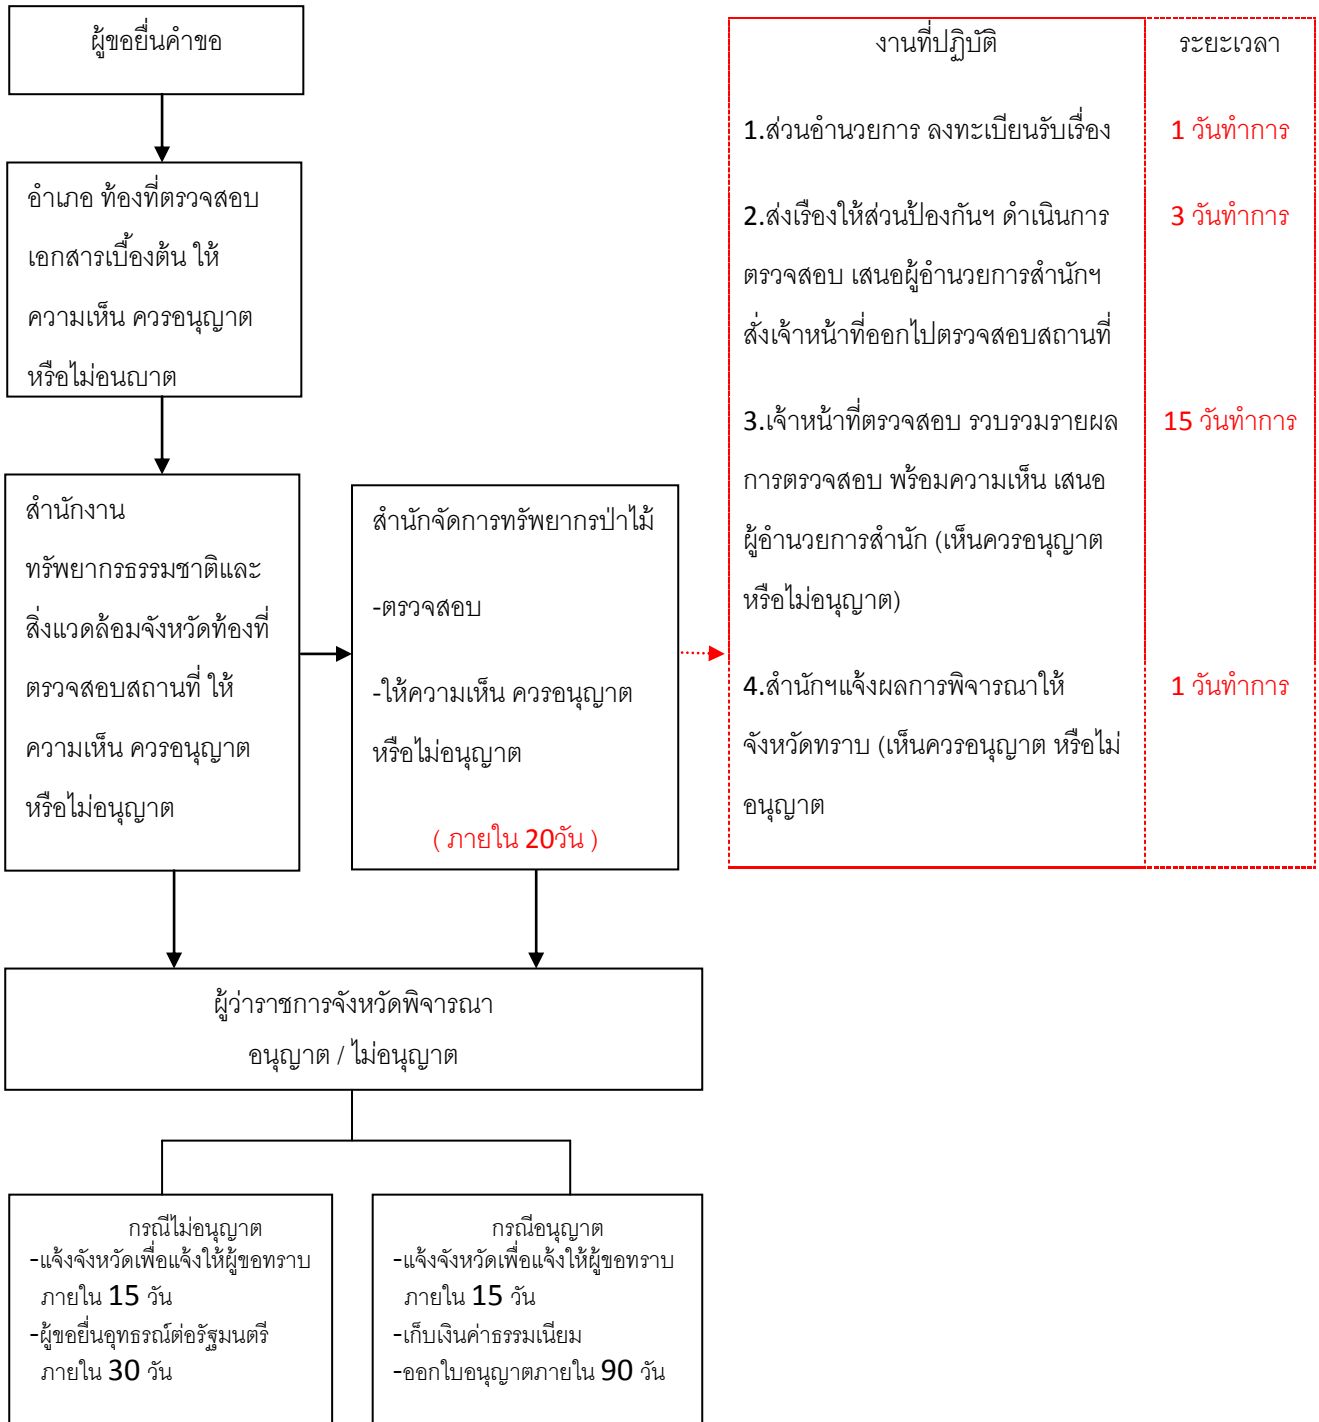 ผู้ขอยื่นคำขอ
อำเภอ ท้องที่ตรวจสอบ
เอกสารเบื้องต้น ให้
ความเห็น ควรอนุญาต
หรือไม่อนญาต
สำนักงาน
ทรัพยากรธรรมชาติและ
สิ่งแวดล้อมจังหวัดท้องที่
ตรวจสอบสถานที่ ให้
ความเห็น ควรอนุญาต
หรือไม่อนุญาต
สำนักจัดการทรัพยากรป่าไม้
-ตรวจสอบ
-ให้ความเห็น ควรอนุญาต
หรือไม่อนุญาต
( ภายใน 20วัน )
งานที่ปฏิบัติ ระยะเวลา
1.ส่วนอำนวยการ ลงทะเบียนรับเรื่อง 1 วันทำการ
2.ส่งเรื่องให้ส่วนป้องกันฯ ดำเนินการ 3 วันทำการ
ตรวจสอบ เสนอผู้อำนวยการสำนักฯ
สั่งเจ้าหน้าที่ออกไปตรวจสอบสถานที่
3.เจ้าหน้าที่ตรวจสอบ รวบรวมรายผล 15 วันทำการ
การตรวจสอบ พร้อมความเห็น เสนอ
ผู้อำนวยการสำนัก (เห็นควรอนุญาต
หรือไม่อนุญาต)
4.สำนักฯแจ้งผลการพิจารณาให้ 1 วันทำการ
จังหวัดทราบ (เห็นควรอนุญาต หรือไม่
อนุญาต
ผู้ว่าราชการจังหวัดพิจารณา
อนุญาต / ไม่อนุญาต
กรณีไม่อนุญาต
-แจ้งจังหวัดเพื่อแจ้งให้ผู้ขอทราบ
ภายใน 15 วัน
-ผู้ขอยื่นอุทธรณ์ต่อรัฐมนตรี
ภายใน 30 วัน
กรณีอนุญาต
-แจ้งจังหวัดเพื่อแจ้งให้ผู้ขอทราบ
ภายใน 15 วัน
-เก็บเงินค่าธรรมเนียม
-ออกใบอนุญาตภายใน 90 วัน